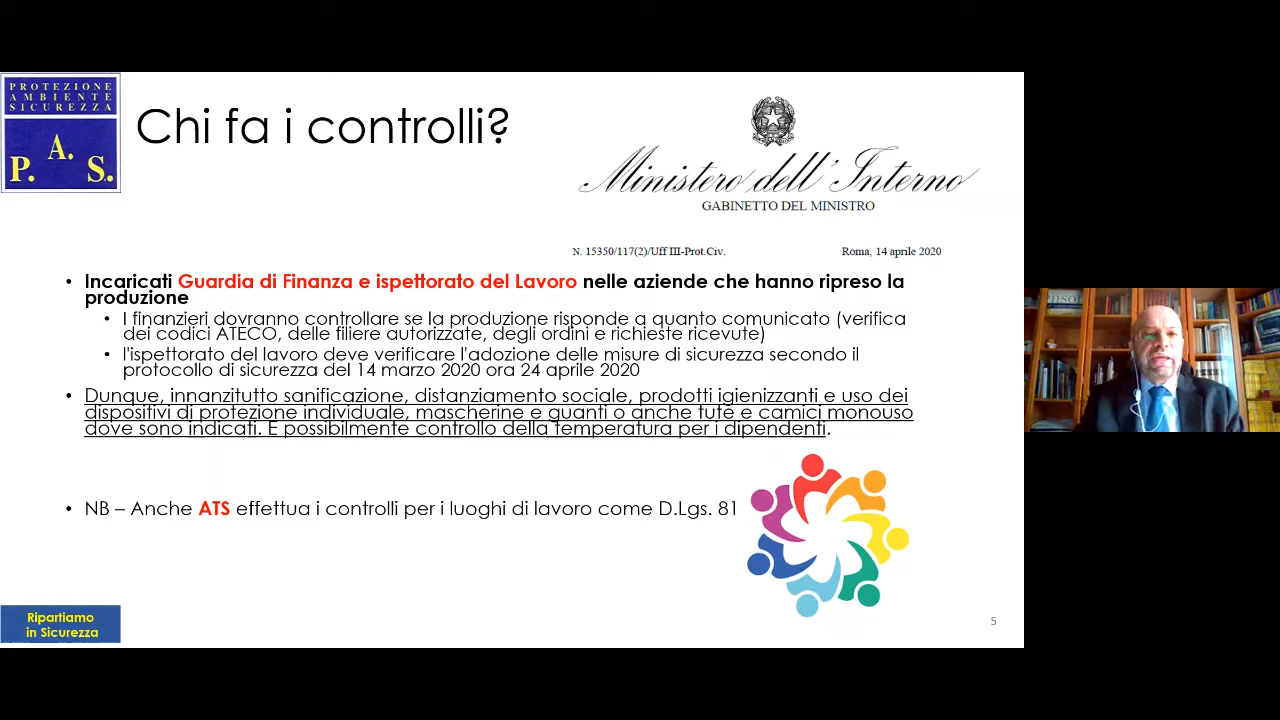 PROTEZIONE
AMBIENTE
SICUREZZA
P. A. S.
Chi fa i controlli?
Ministero dell'Interno
GABINETTO DEL MINISTRO
N. 15350/117(2)/Uff III-Prot.Civ. Roma, 14 aprile 2020
• Incaricati Guardia di Finanza e ispettorato del Lavoro nelle aziende che hanno ripreso la
produzione
• I finanzieri dovranno controllare se la produzione risponde a quanto comunicato (verifica
dei codici ATECO, delle filiere autorizzate, degli ordini e richieste ricevute)
• l'ispettorato del lavoro deve verificare l'adozione delle misure di sicurezza secondo il
protocollo di sicurezza del 14 marzo 2020 ora 24 aprile 2020
• Dunque, innanzitutto sanificazione, distanziamento sociale, prodotti igienizzanti e uso dei
dispositivi di protezione individuale, mascherine e guanti o anche tute e camici monouso
dove sono indicati. E possibilmente controllo della temperatura per i dipendenti.
• NB – Anche ATS effettua i controlli per i luoghi di lavoro come D.Lgs. 81
Ripartiamo
in Sicurezza
5